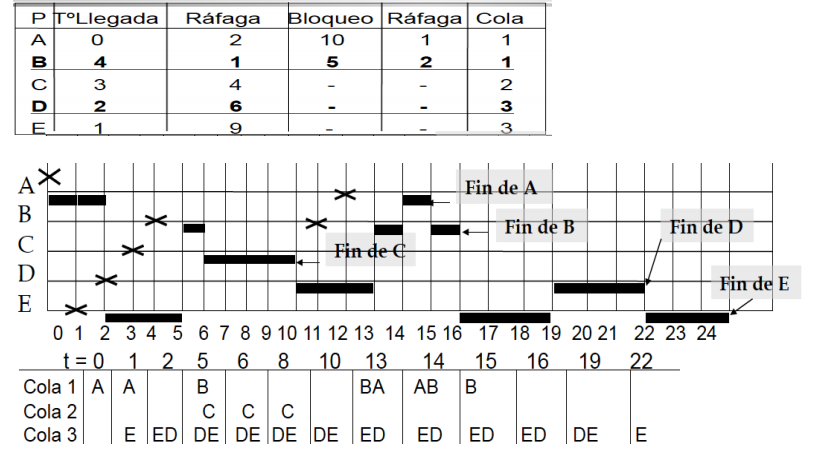 P TºLlegada Ráfaga Bloqueo Ráfaga Cola
A 0 2 10 1 1
B 4 1 5 2 1
C 3 4 - - 2
D 2 6 - - 3
E 1 9 - - 3
A Fin de A
B Fin de B Fin de D
C Fin de C
D Fin de E
E
0 1 2 3 4 5 6 7 8 9 10 11 12 13 14 15 16 17 18 19 20 21 22 23 24
t = 0 1 2 5 6 8 10 13 14 15 16 19 22
Cola 1 A A B BA AB B
Cola 2 C C C
Cola 3 E ED DE DE DE DE ED ED ED ED DE E